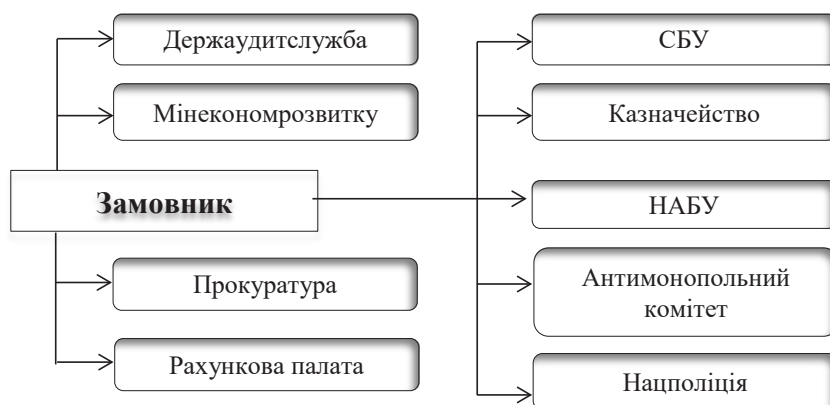 Держаудитслужба
Мінекономрозвитку
Замовник
Прокуратура
Рахункова палата
СБУ
Казначейство
НАБУ
Антимонопольний
комітет
Нацполіція